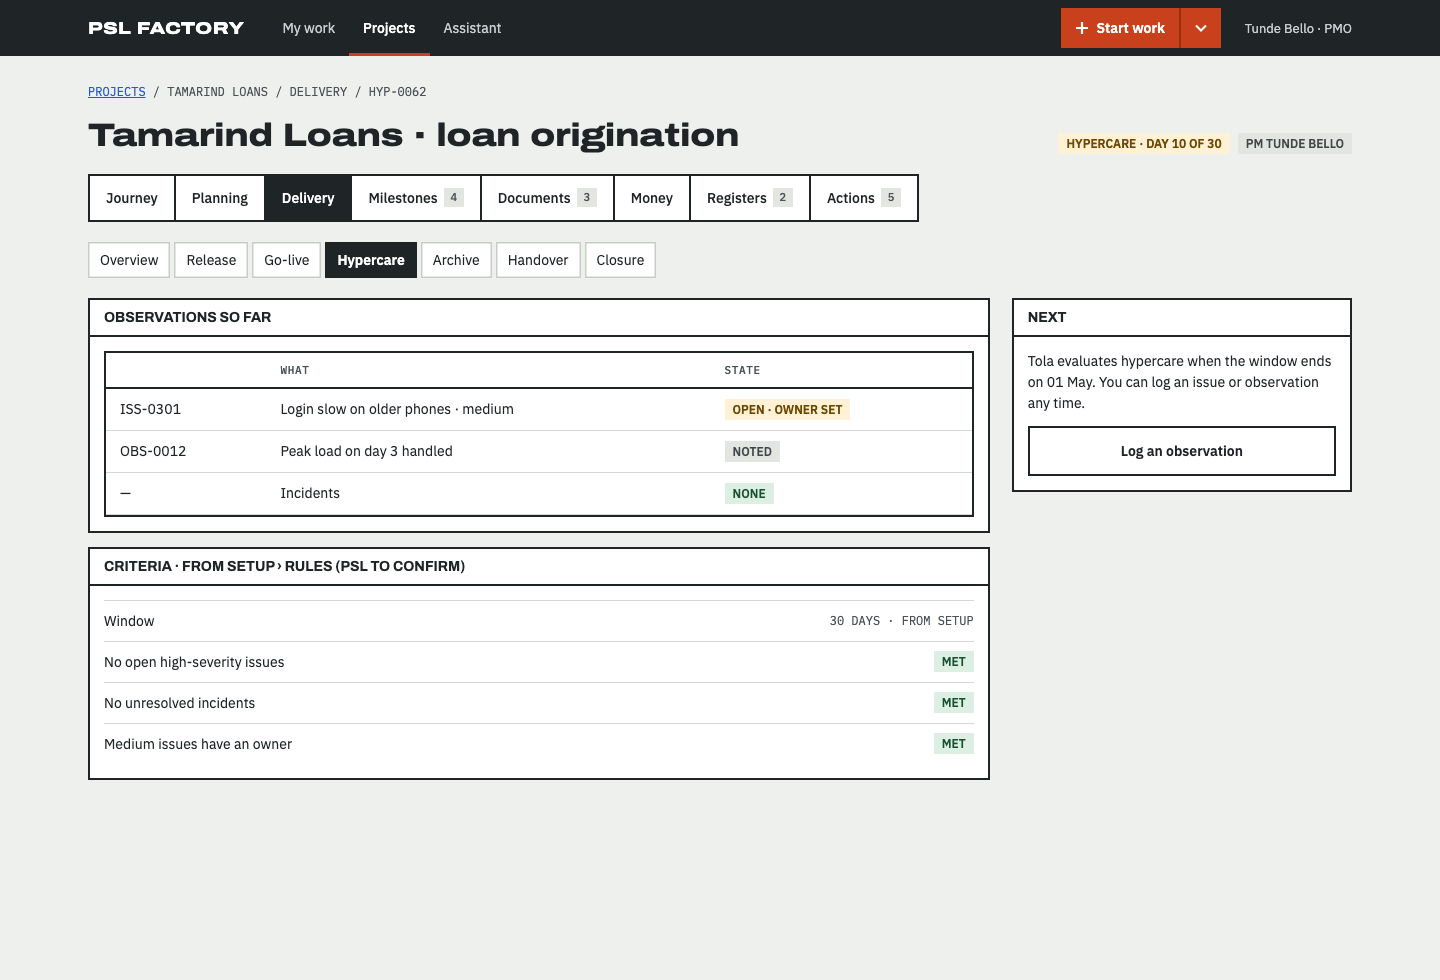 PSL FACTORY
My work
Projects
Assistant
+ Start work
Tunde Bello · PMO
PROJECTS / TAMARIND LOANS / DELIVERY / HYP-0062
Tamarind Loans · loan origination
HYPERCARE · DAY 10 OF 30
PM TUNDE BELLO
Journey
Planning
Delivery
Milestones 4
Documents 3
Money
Registers 2
Actions 5
Overview
Release
Go-live
Hypercare
Archive
Handover
Closure
OBSERVATIONS SO FAR
WHAT STATE
ISS-0301 Login slow on older phones · medium OPEN · OWNER SET
OBS-0012 Peak load on day 3 handled NOTED
— Incidents NONE
CRITERIA · FROM SETUP › RULES (PSL TO CONFIRM)
Window 30 DAYS · FROM SETUP
No open high-severity issues MET
No unresolved incidents MET
Medium issues have an owner MET
NEXT
Tola evaluates hypercare when the window ends
on 01 May. You can log an issue or observation
any time.
Log an observation